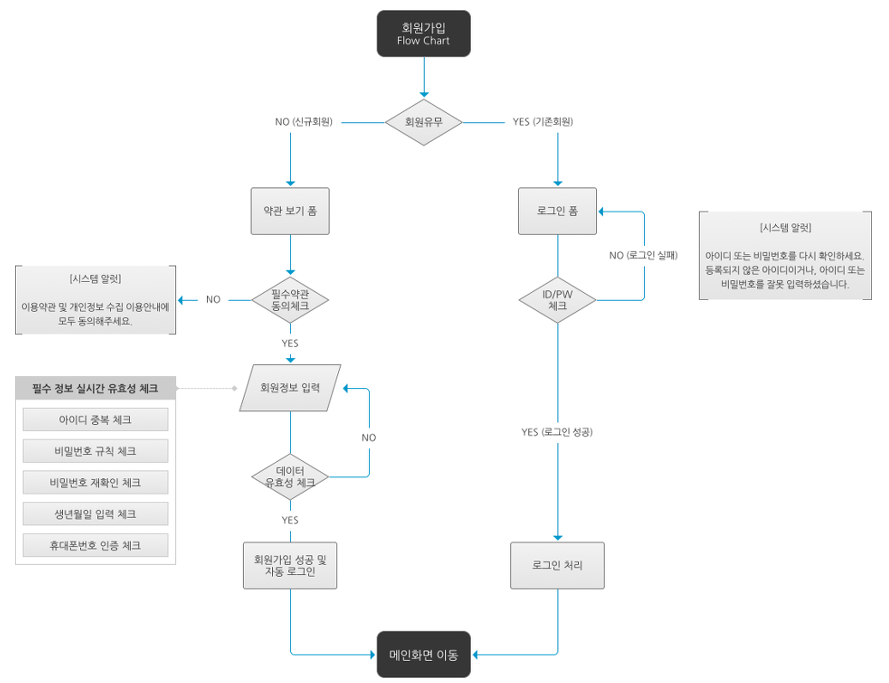 회원가입
Flow Chart
회원유무
NO (신규회원)
YES (기존회원)
약관 보기 폼
로그인 폼
[시스템 알럿]
아이디 또는 비밀번호를 다시 확인하세요.
등록되지 않은 아이디이거나, 아이디 또는
비밀번호를 잘못 입력하셨습니다.
NO (로그인 실패)
[시스템 알럿]
이용약관 및 개인정보 수집 이용안내에
모두 동의해주세요.
NO
필수약관
동의체크
ID/PW
체크
YES
필수 정보 실시간 유효성 체크
아이디 중복 체크
비밀번호 규칙 체크
비밀번호 재확인 체크
생년월일 입력 체크
휴대폰번호 인증 체크
회원정보 입력
NO
YES (로그인 성공)
데이터
유효성 체크
YES
회원가입 성공 및
자동 로그인
로그인 처리
메인화면 이동